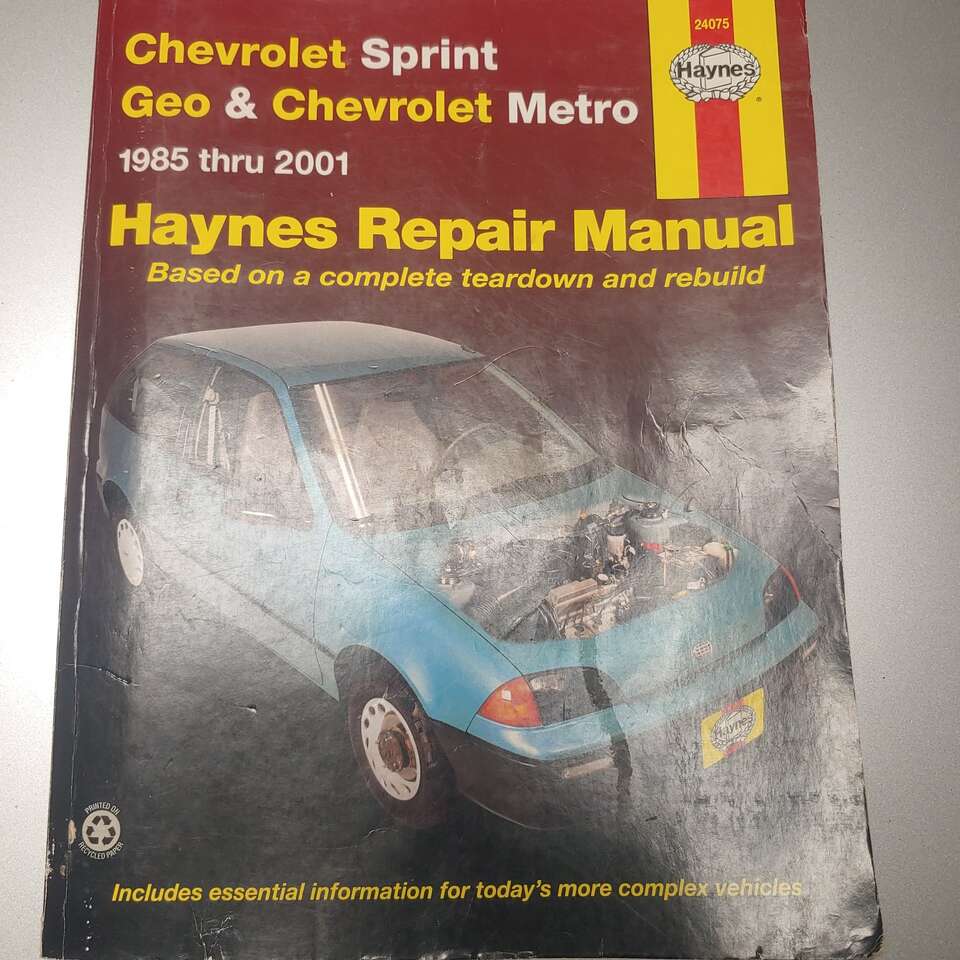 24075
Haynes
®
Chevrolet Sprint
Geo & Chevrolet Metro
1985 thru 2001
Haynes Repair Manual
Based on a complete teardown and rebuild
Haynes
PRINTED ON
RECYCLED PAPER
Includes essential information for today's more complex vehicles